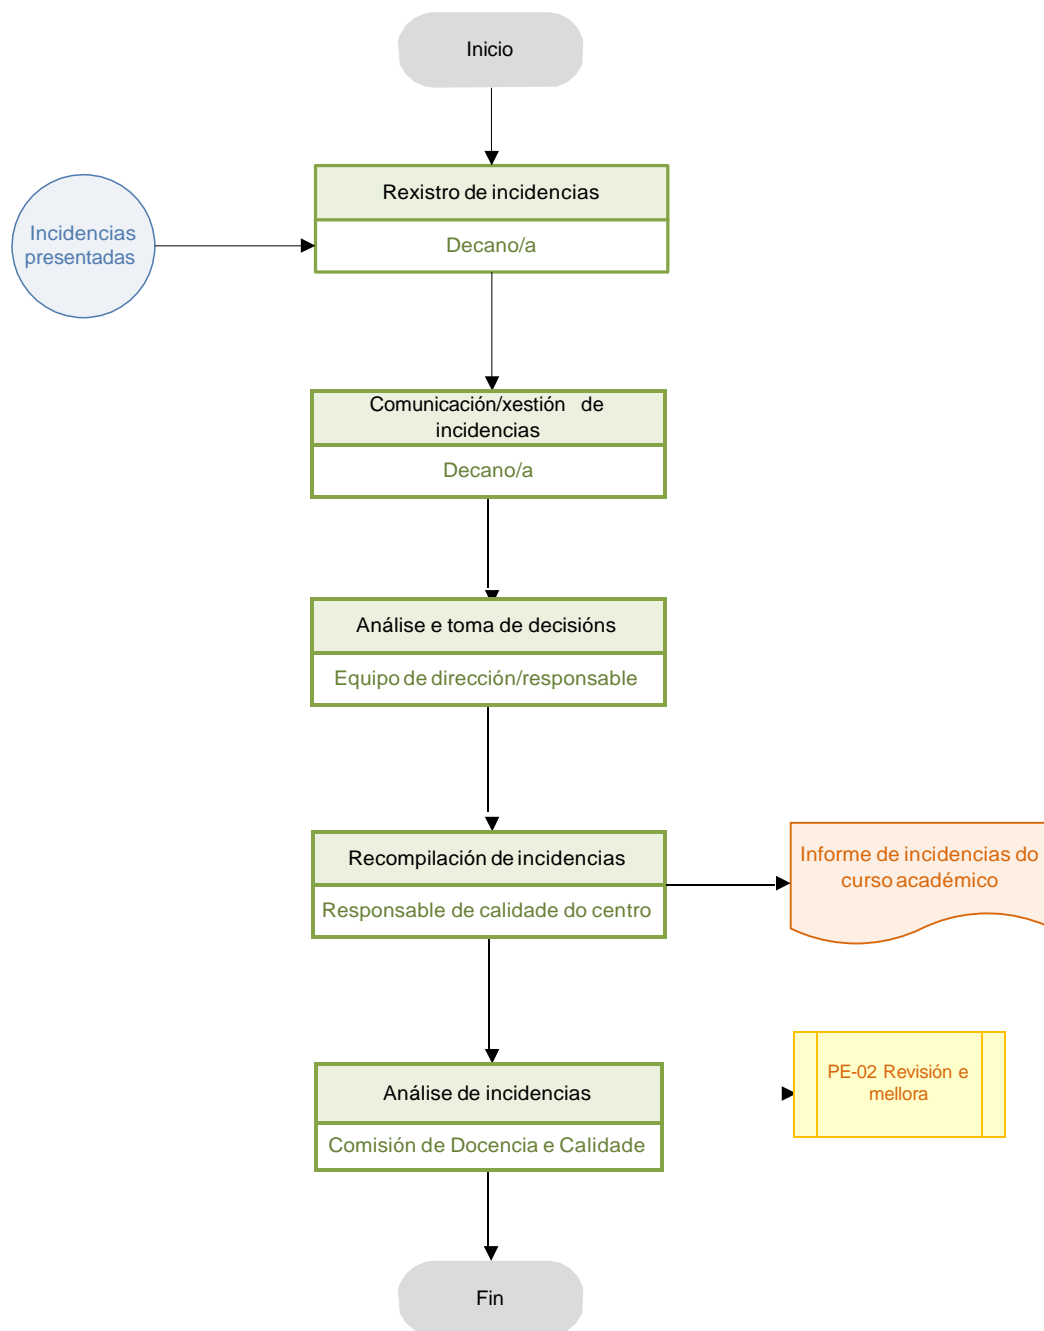 Inicio
Rexistro de incidencias
Decano/a
Incidencias
presentadas
Comunicación/xestión de
incidencias
Decano/a
Análise e toma de decisións
Equipo de dirección/responsable
Recompilación de incidencias
Responsable de calidade do centro
Informe de incidencias do
curso académico
Análise de incidencias
Comisión de Docencia e Calidade
PE-02 Revisión e
mellora
Fin